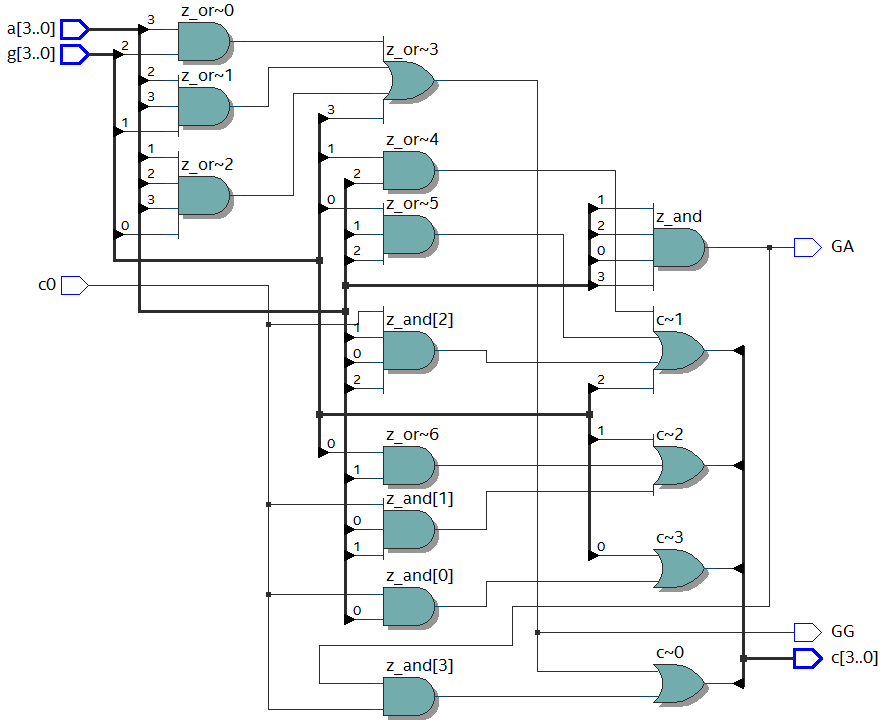 z_or~0
a[3..0]
3
g[3..0]
2
z_or~3
z_or~1
2
3
1
3
z_or~4
1
z_or~2
1
2
2
3
z_or~5
0
1
z_and
0
1
2
2
0
GA
3
c0
z_and[2]
c~1
1
0
2
2
z_or~6
c~2
1
0
1
z_and[1]
0
c~3
1
0
z_and[0]
0
GG
c~0
c[3..0]
z_and[3]